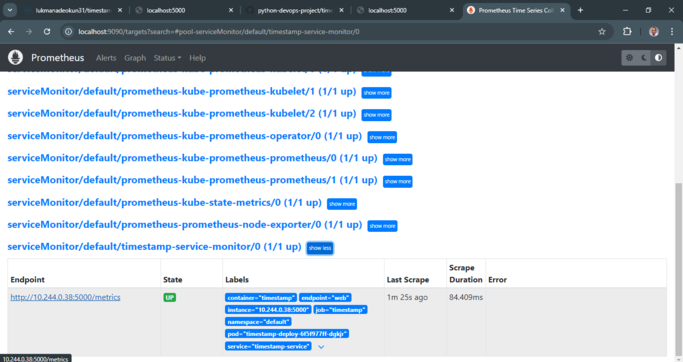 lukmanadeokun31/timestam
localhost:5000
python-devops-project/time
localhost:5000
Prometheus Time Series Col
localhost:9090/targets?search=#pool-serviceMonitor/default/timestamp-service-monitor/0
Prometheus Alerts Graph Status Help
serviceMonitor/default/prometheus-kube-prometheus-kubelet/1 (1/1 up) show more
serviceMonitor/default/prometheus-kube-prometheus-kubelet/2 (1/1 up) show more
serviceMonitor/default/prometheus-kube-prometheus-operator/0 (1/1 up) show more
serviceMonitor/default/prometheus-kube-prometheus-prometheus/0 (1/1 up) show more
serviceMonitor/default/prometheus-kube-prometheus-prometheus/1 (1/1 up) show more
serviceMonitor/default/prometheus-kube-state-metrics/0 (1/1 up) show more
serviceMonitor/default/prometheus-prometheus-node-exporter/0 (1/1 up) show more
serviceMonitor/default/timestamp-service-monitor/0 (1/1 up) show less
Endpoint State Labels Last Scrape Scrape Duration Error
http://10.244.0.38:5000/metrics UP
container="timestamp" endpoint="web"
instance="10.244.0.38:5000" job="timestamp"
namespace="default"
service="timestamp-service"
1m 25s ago
84.409ms
10.244.0.38:5000/metrics